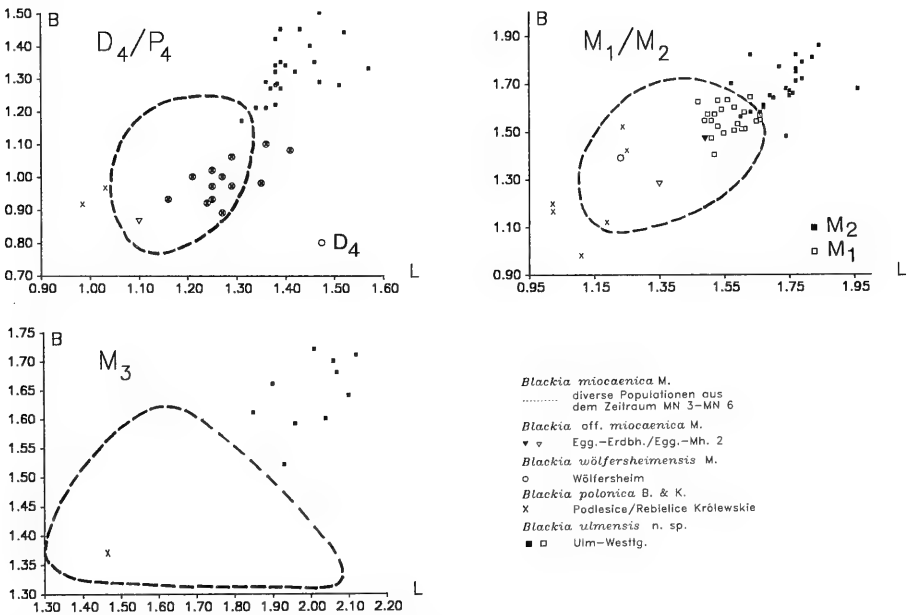 B
1.50
1.40
1.30
1.20
1.10
1.00
0.90
0.80
0.70
D4/P4
D4
L
0.90 1.00 1.10 1.20 1.30 1.40 1.50 1.60
B
1.90
1.70
1.50
1.30
1.10
0.90
M1/M2
M2
M1
L
0.95 1.15 1.35 1.55 1.75 1.95
B
1.75
1.70
1.65
1.60
1.55
1.50
1.45
1.40
1.35
1.30
M3
L
1.30 1.40 1.50 1.60 1.70 1.80 1.90 2.00 2.10 2.20
Blackia miocaenica M.
diverse Populationen aus
dem Zeitraum MN 3-MN 6
Blackia aff. miocaenica M.
Egg.-Erdbh./Egg.-Mh. 2
Blackia wölfersheimensis M.
Wölfersheim
Blackia polonica B. & K.
x Podlesice/Rebielice Królewskie
Blackia ulmensis n. sp.
Ulm-Westtg.